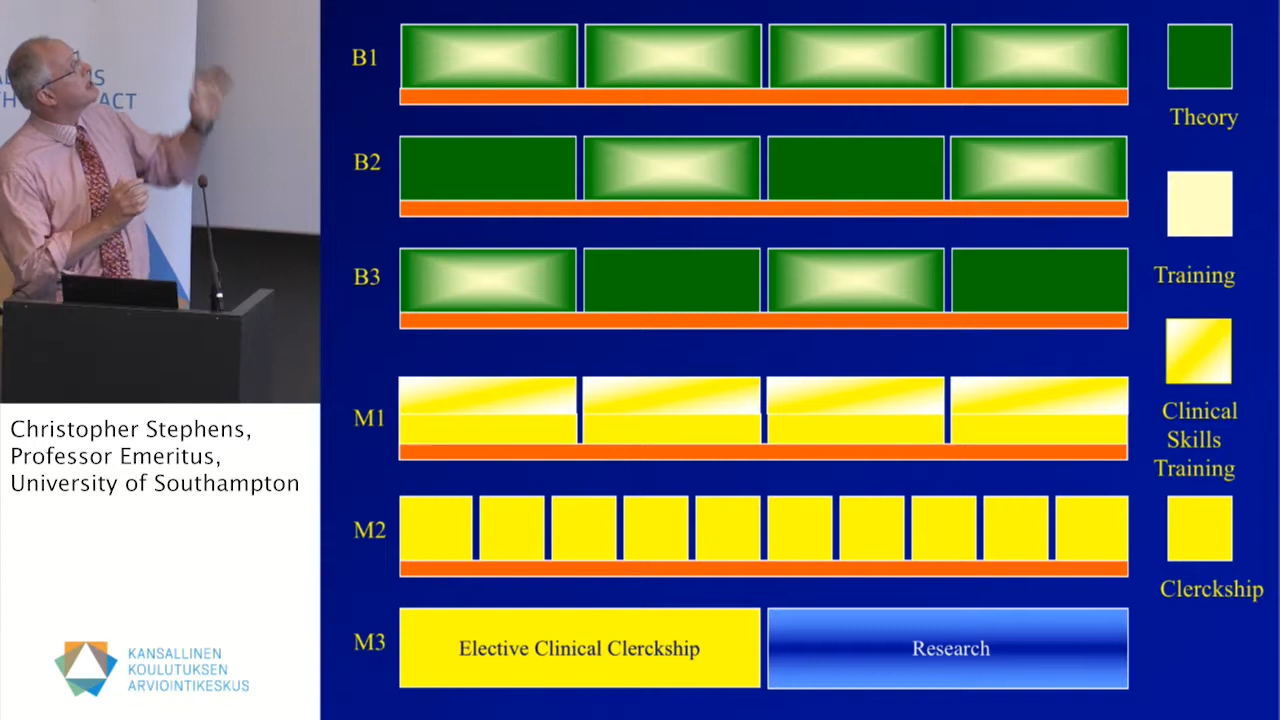 ACT
B1
Theory
B2
Training
B3
Clinical
Skills
Training
M1
M2
Clerckship
M3
Elective Clinical Clerckship
Research
Christopher Stephens,
Professor Emeritus,
University of Southampton
KANSALLINEN
KOULUTUKSEN
ARVIOINTIKESKUS